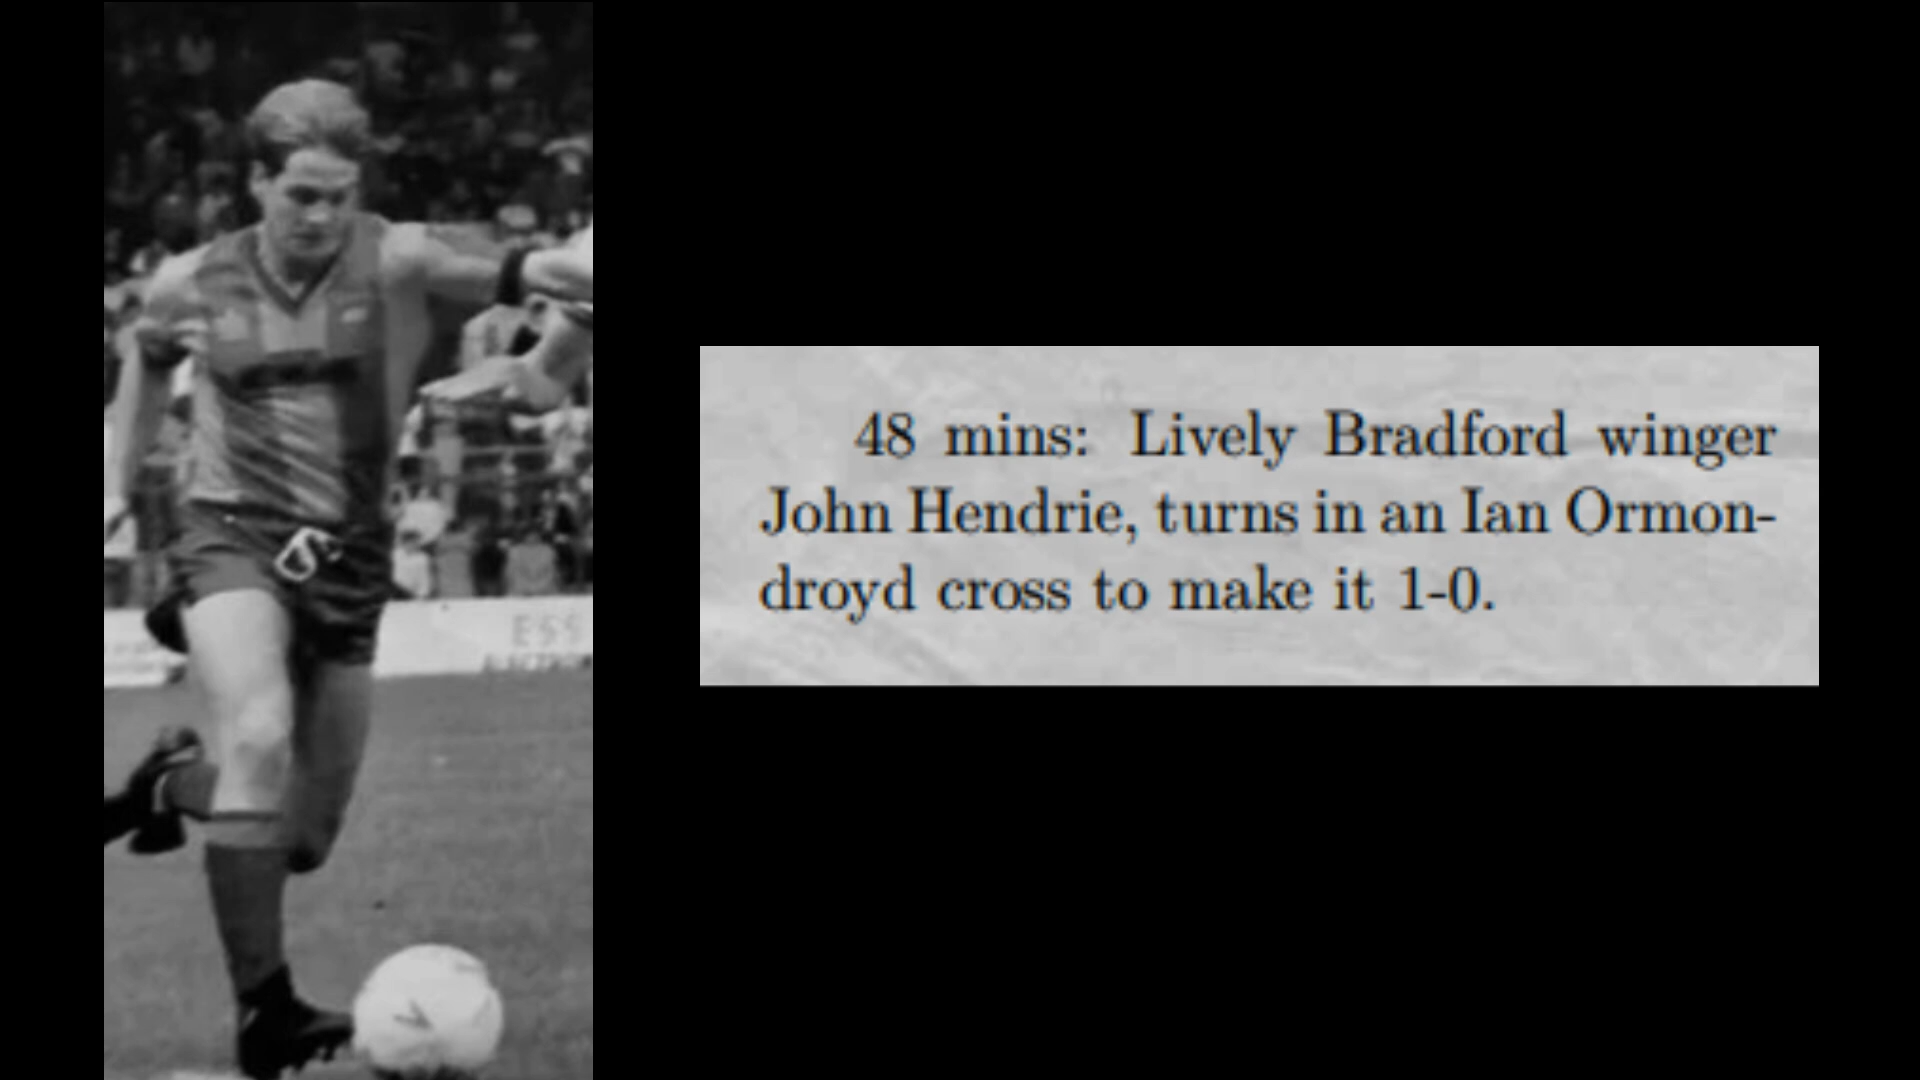 48 mins: Lively Bradford winger
John Hendrie, turns in an Ian Ormon-
droyd cross to make it 1-0.
ESS